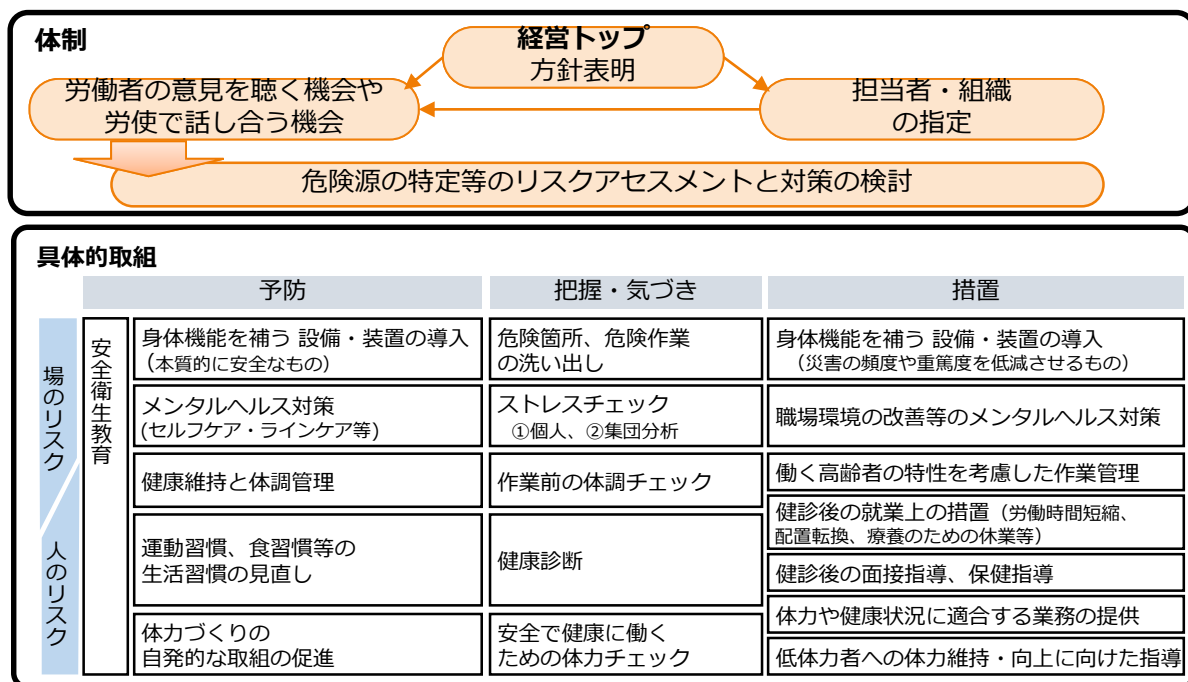 体制
経営トップ
方針表明
労働者の意見を聴く機会や
労使で話し合う機会
担当者・組織
の指定
危険源の特定等のリスクアセスメントと対策の検討
具体的取組
予防
把握・気づき
措置
場のリスク
人のリスク
安全衛生教育
身体機能を補う 設備・装置の導入
(本質的に安全なもの)
危険箇所、危険作業
の洗い出し
身体機能を補う 設備・装置の導入
(災害の頻度や重篤度を低減させるもの)
メンタルヘルス対策
(セルフケア・ラインケア等)
ストレスチェック
①個人、②集団分析
職場環境の改善等のメンタルヘルス対策
健康維持と体調管理
作業前の体調チェック
働く高齢者の特性を考慮した作業管理
運動習慣、食習慣等の
生活習慣の見直し
健康診断
健診後の就業上の措置(労働時間短縮、
配置転換、療養のための休業等)
健診後の面接指導、保健指導
体力づくりの
自発的な取組の促進
安全で健康に働く
ための体力チェック
体力や健康状況に適合する業務の提供
低体力者への体力維持・向上に向けた指導